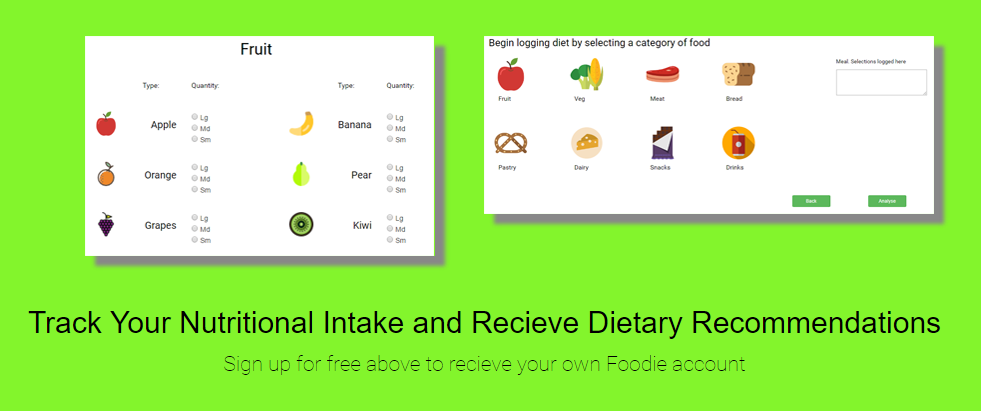 Fruit
Type: Quantity: Type: Quantity:
Apple Lg Banana Lg
Md Md
Sm Sm
Orange Lg Pear Lg
Md Md
Sm Sm
Grapes Lg Kiwi Lg
Md Md
Sm Sm
Begin logging diet by selecting a category of food
Meal. Selections logged here
Fruit Veg Meat Bread
Pastry Dairy Snacks Drinks
Back Analyse
Track Your Nutritional Intake and Recieve Dietary Recommendations
Sign up for free above to recieve your own Foodie account